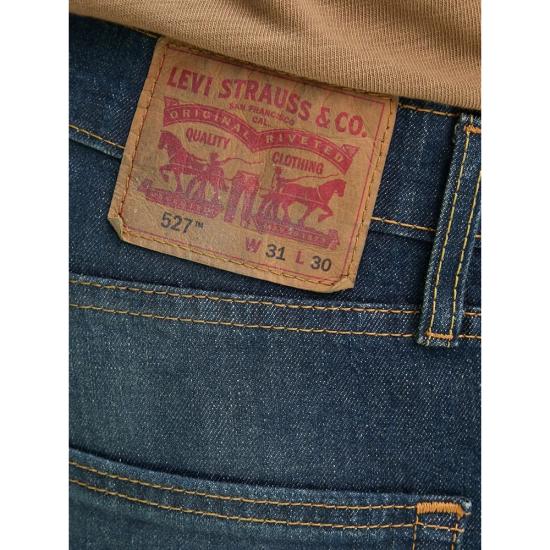 LEVI STRAUSS & CO.
SAN FRANCISCO
CAL.
ORIGINAL RIVETED
QUALITY CLOTHING
527™
W 31 L 30